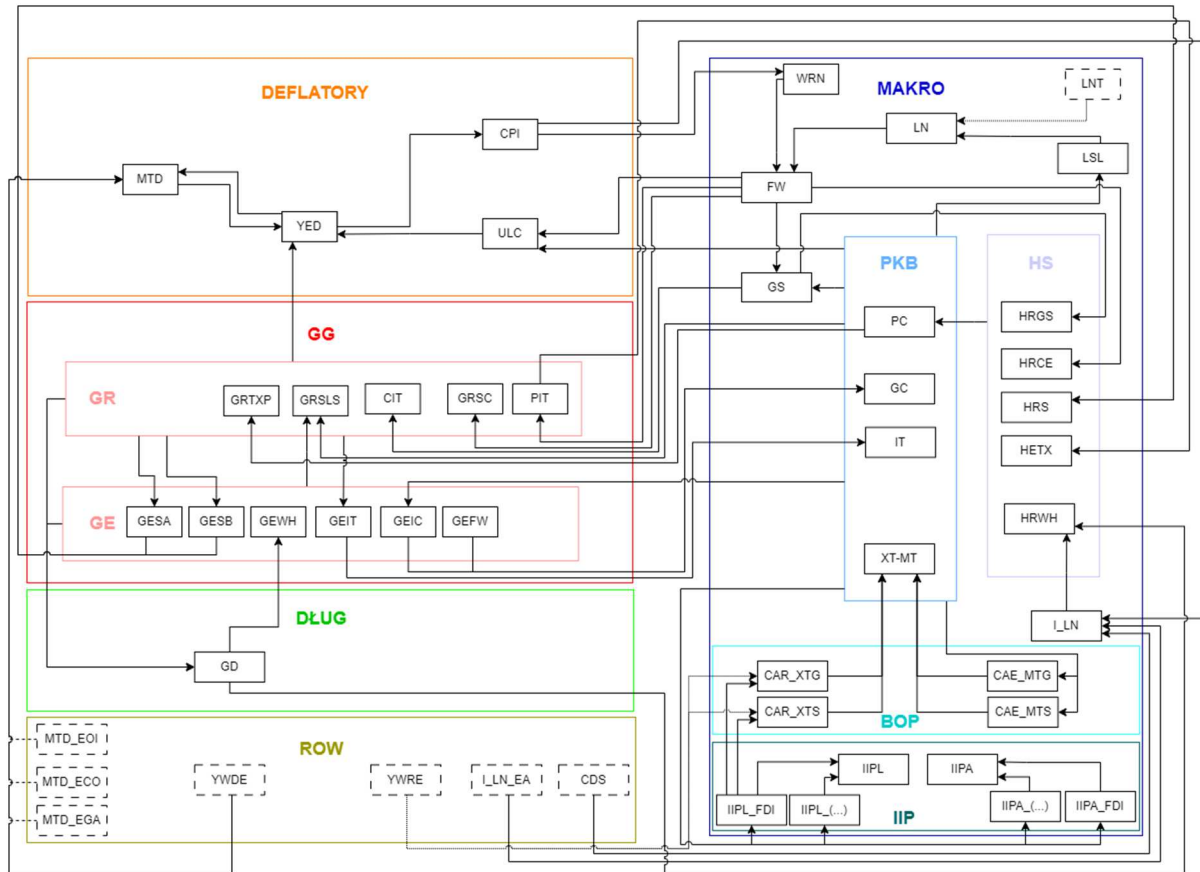 DEFLATORY
MTD
YED
CPI
ULC
GG
GR
GRTXP
GRSLS
CIT
GRSC
PIT
GE
GESA
GESB
GEWH
GEIT
GEIC
GEFW
DŁUG
GD
ROW
MTD_EOI
MTD_ECO
MTD_EGA
YWDE
YWRE
I_LN_EA
CDS
MAKRO
WRN
LNT
LN
LSL
FW
GS
PKB
PC
GC
IT
XT-MT
HS
HRGS
HRCE
HRS
HETX
HRWH
I_LN
CAR_XTG
CAE_MTG
CAR_XTS
CAE_MTS
BOP
IIPL
IIPA
IIPL_FDI
IIPL_(...)
IIPA_(...)
IIPA_FDI
IIP